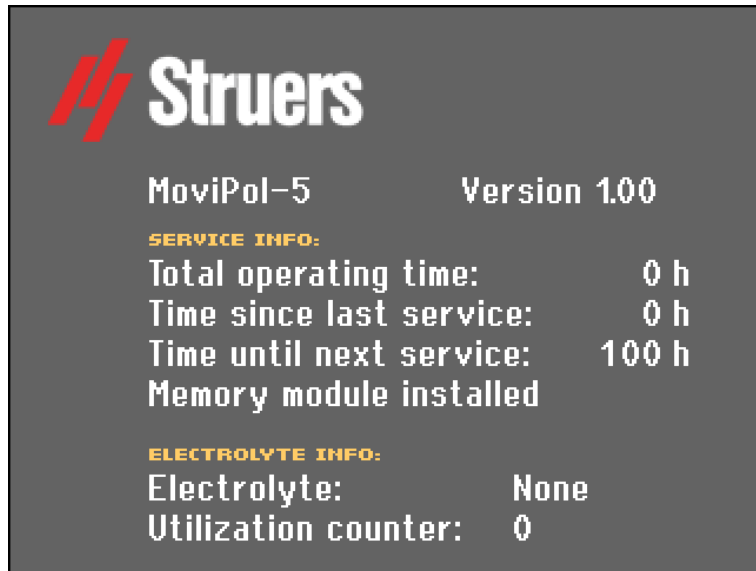 Struers
MoviPol-5 Version 1.00
SERVICE INFO:
Total operating time: 0 h
Time since last service: 0 h
Time until next service: 100 h
Memory module installed
ELECTROLYTE INFO:
Electrolyte: None
Utilization counter: 0